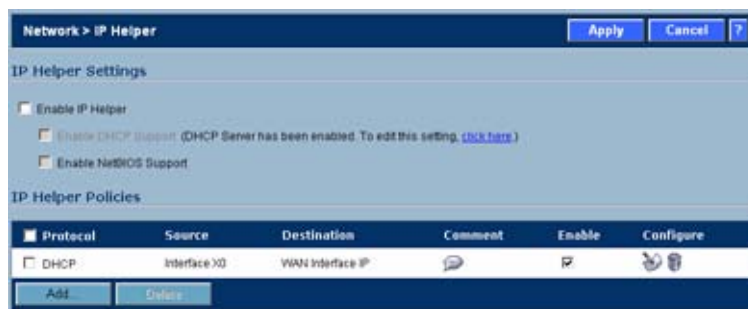 Network > IP Helper Apply Cancel ?
IP Helper Settings
Enable IP Helper
Enable DHCP Support (DHCP Server has been enabled. To edit this setting, click here.)
Enable NetBIOS Support
IP Helper Policies
Protocol Source Destination Comment Enable Configure
DHCP Interface X0 WAN Interface IP
Add... Delete